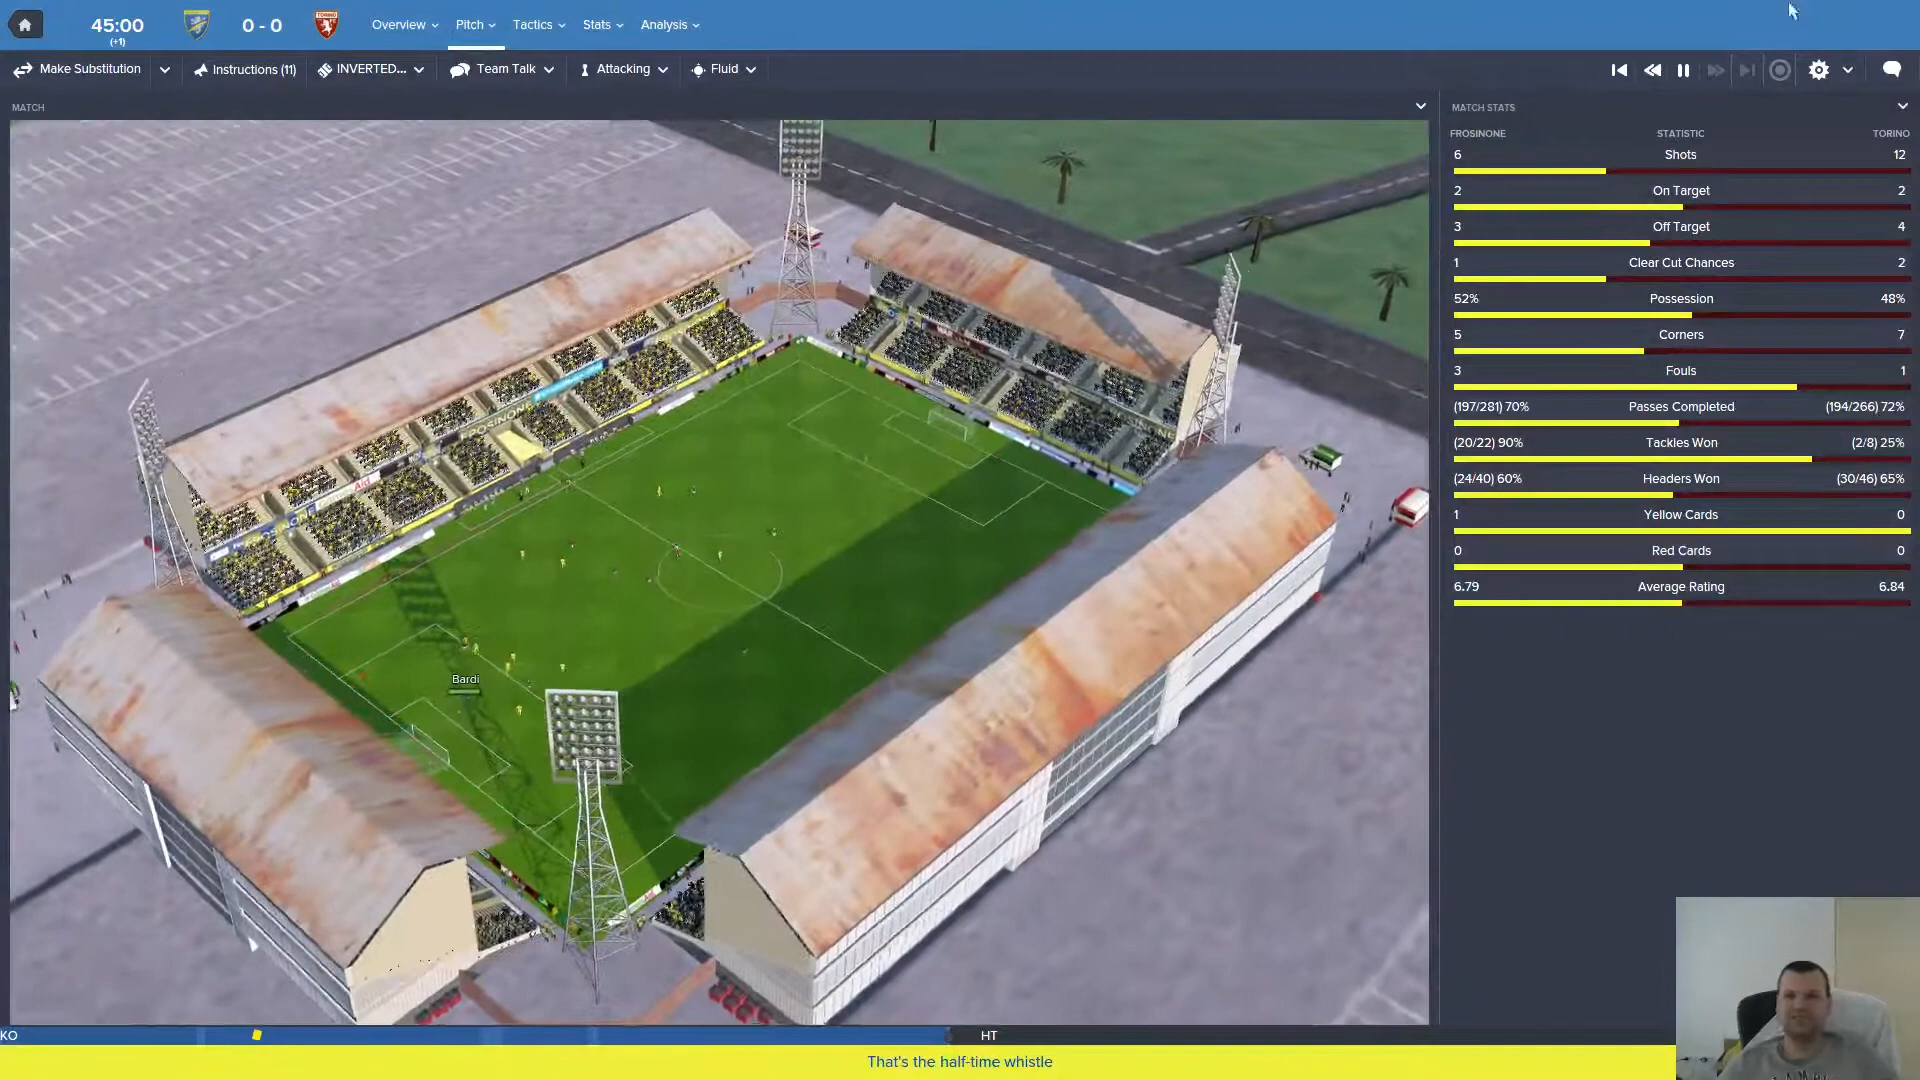 45:00
(+1)
0 - 0
Overview
Pitch
Tactics
Stats
Analysis
Make Substitution
Instructions (11)
INVERTED...
Team Talk
Attacking
Fluid
MATCH
MATCH STATS
FROSINONE STATISTIC TORINO
6 Shots 12
2 On Target 2
3 Off Target 4
1 Clear Cut Chances 2
52% Possession 48%
5 Corners 7
3 Fouls 1
(197/281) 70% Passes Completed (194/266) 72%
(20/22) 90% Tackles Won (2/8) 25%
(24/40) 60% Headers Won (30/46) 65%
1 Yellow Cards 0
0 Red Cards 0
6.79 Average Rating 6.84
FROSINONE
Bardi
KO
HT
That's the half-time whistle